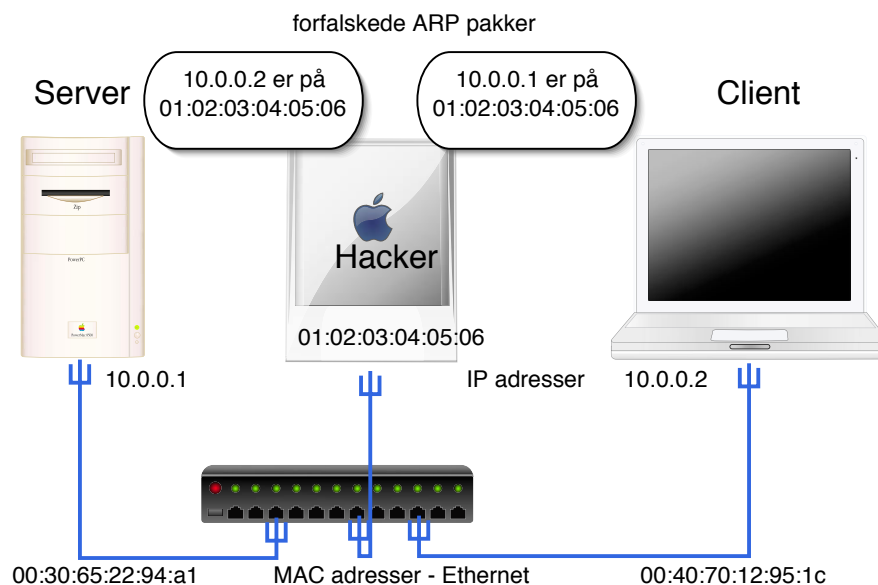 forfalskede ARP pakker
Server
10.0.0.2 er på
01:02:03:04:05:06
10.0.0.1 er på
01:02:03:04:05:06
Client
Zip
PowerPC
Hacker
01:02:03:04:05:06
10.0.0.1
IP adresser
10.0.0.2
00:30:65:22:94:a1
MAC adresser - Ethernet
00:40:70:12:95:1c